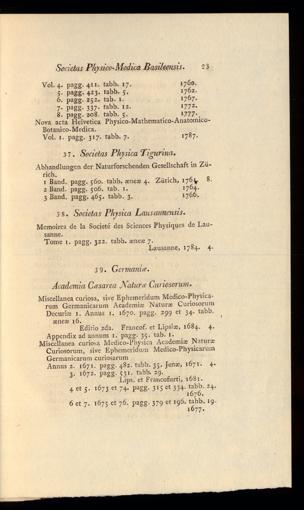 Societas Physico-Medica Basileensis. 23
Vol. 4. pagg. 411. tabb. 17. 1760.
5. pagg. 423. tabb. 5. 1762.
6. pagg. 252. tab. 1. 1767.
7. pagg. 337. tabb. 12. 1772.
8. pagg. 208. tabb. 5. 1777.
Nova acta Helvetica Physico-Mathematico-Anatomico-
Botanico-Medica.
Vol. 1. pagg. 317. tabb. 7. 1787.
37. Societas Physica Tigurina.
Abhandlungen der Naturforschenden Gesellschaft in Zü-
rich.
1 Band. pagg. 560. tabb. æneæ 4. Zürich, 1764. 8.
2 Band. pagg. 506. tab. 1. 1764.
3 Band. pagg. 465. tabb. 3. 1766.
38. Societas Physica Lausannensis.
Memoires de la Societé des Sciences Physiques de Lau-
sanne.
Tome 1. pagg. 322. tabb. æneæ 7.
Lausanne, 1784. 4.
39. Germaniæ.
Academia Cæsarea Naturæ Curiosorum.
Miscellanea curiosa, sive Ephemeridum Medico-Physica-
rum Germanicarum Academiæ Naturæ Curiosorum
Decuriæ 1. Annus 1. 1670. pagg. 299 et 34. tabb.
æneæ 16.
Editio 2da. Francof. et Lipsiæ, 1684. 4.
Appendix ad annum 1. pagg. 35. tab. 1.
Miscellanea curiosa Medico-Physica Academiæ Naturæ
Curiosorum, sive Ephemeridum Medico-Physicarum
Germanicarum curiosarum
Annus 2. 1671. pagg. 482. tabb. 35. Jenæ, 1671. 4.
3. 1672. pagg. 531. tabb. 29.
Lips. et Francofurti, 1681.
4 et 5. 1673 et 74. pagg. 315 et 334. tabb. 24.
1676.
6 et 7. 1675 et 76. pagg. 379 et 196. tabb. 19.
1677.